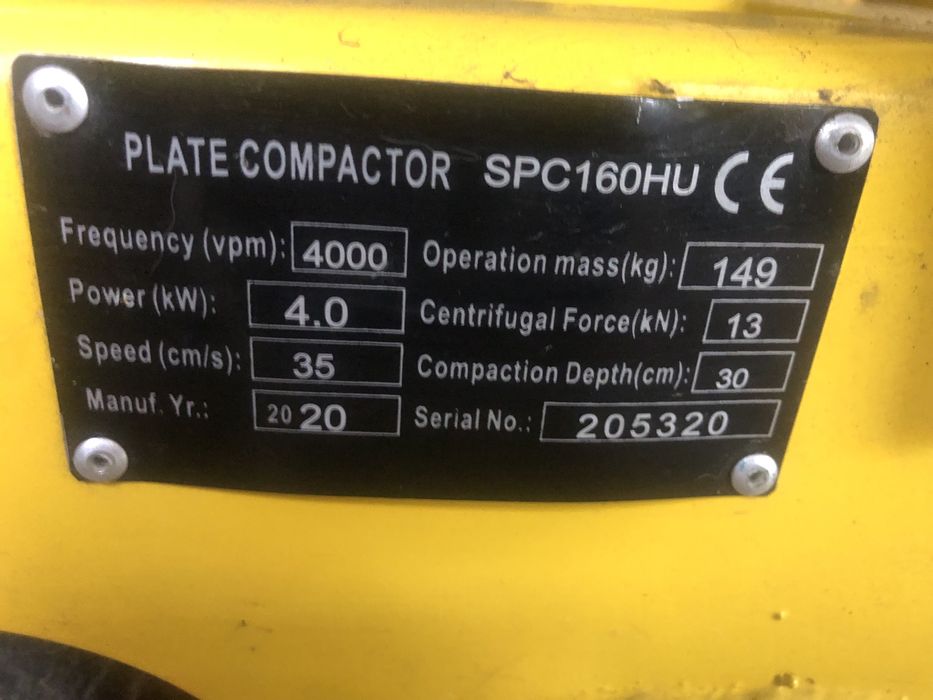 PLATE COMPACTOR SPC160HU CE
Frequency (vpm): 4000 Operation mass(kg): 149
Power (kW): 4.0 Centrifugal Force(kN): 13
Speed (cm/s): 35 Compaction Depth(cm): 30
Manuf. Yr.: 2020 Serial No.: 205320